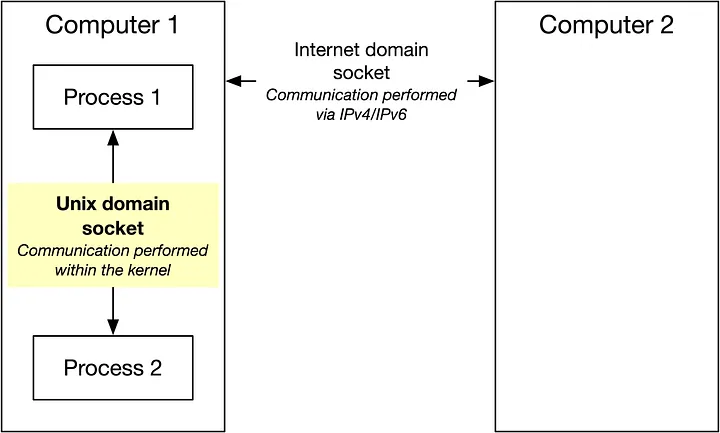 Computer 1
Process 1
Unix domain
socket
Communication performed
within the kernel
Process 2
Internet domain
socket
Communication performed
via IPv4/IPv6
Computer 2